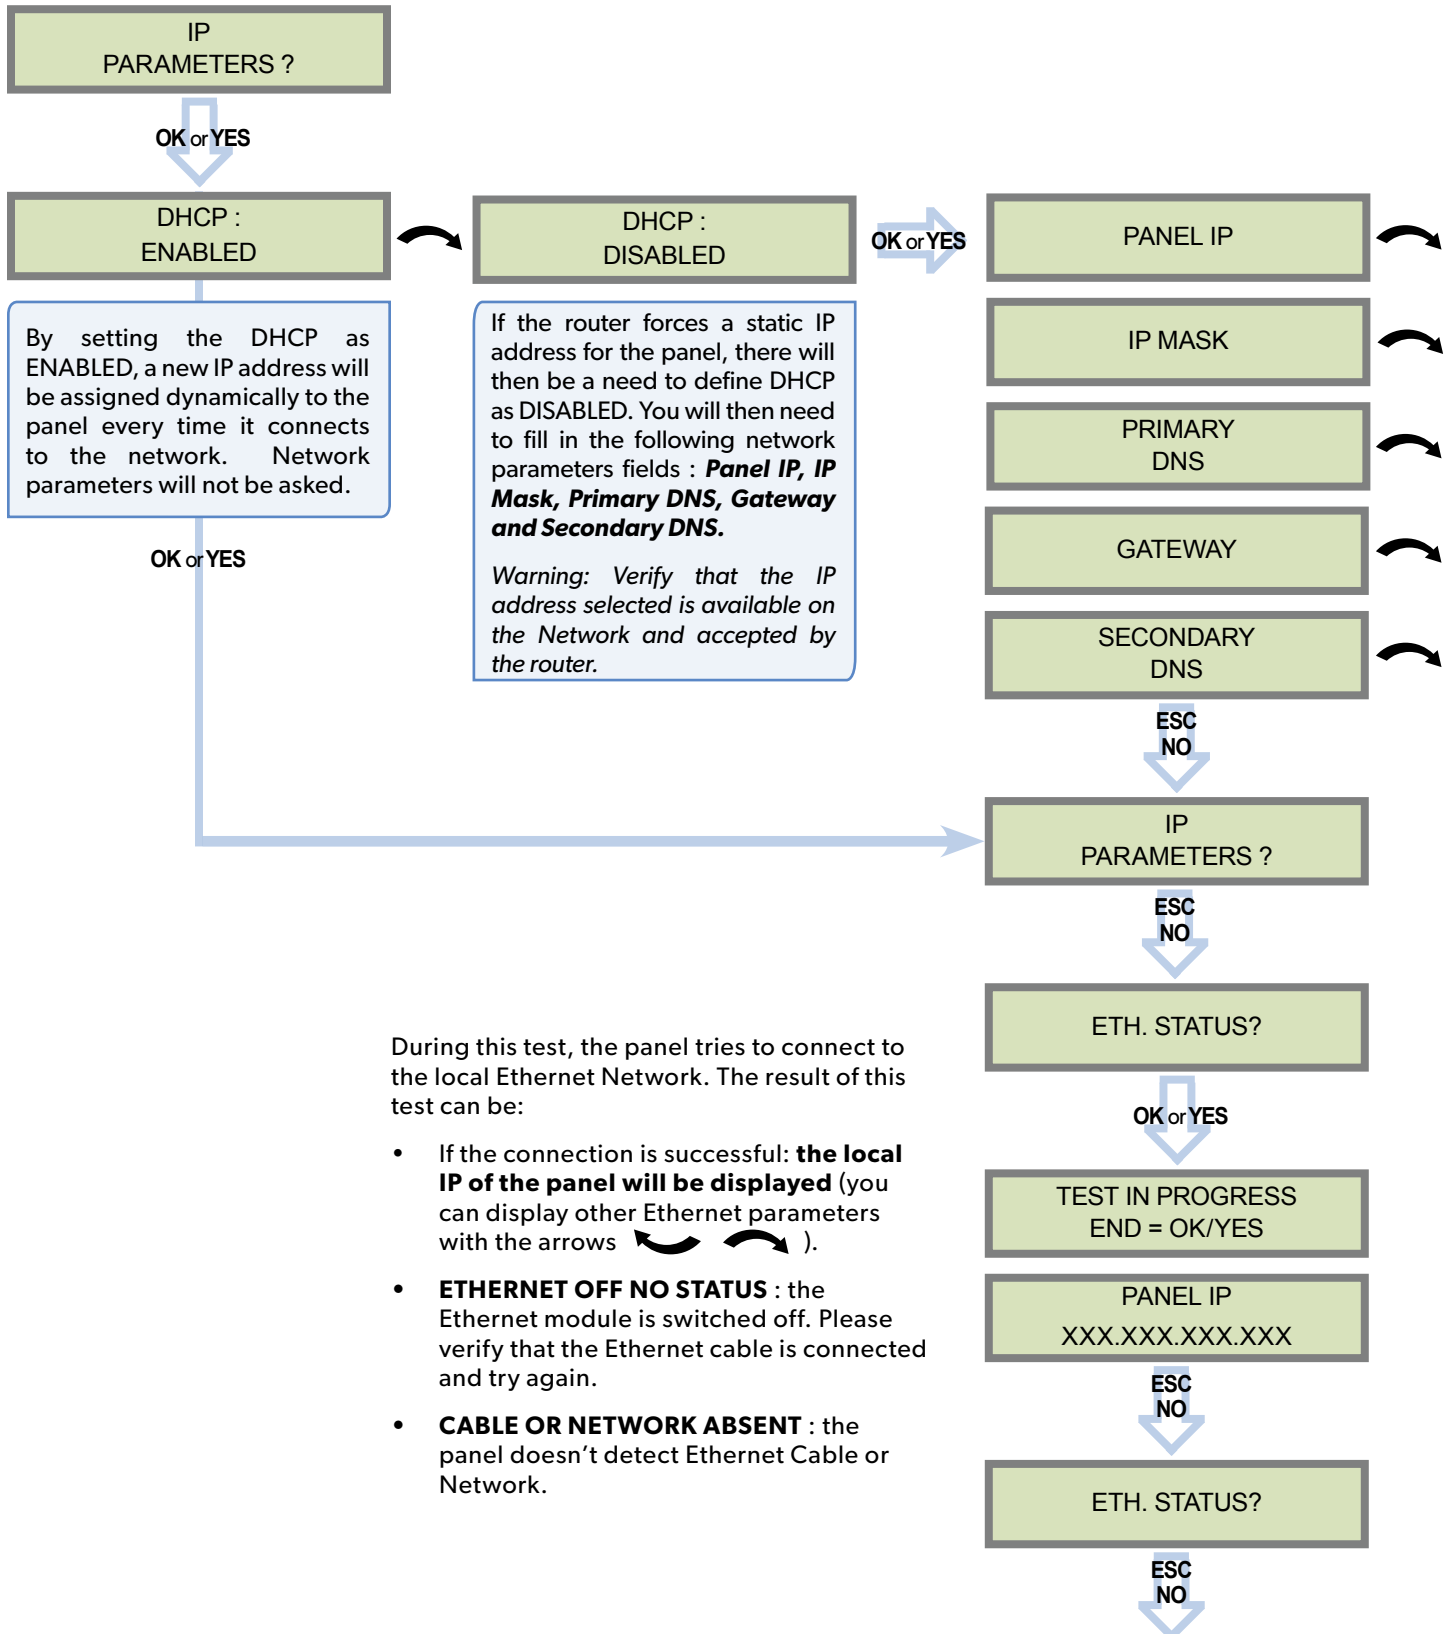 IP
PARAMETERS ?
OK or YES
DHCP :
ENABLED
DHCP :
DISABLED
OK or YES
PANEL IP
By setting the DHCP as
ENABLED, a new IP address will
be assigned dynamically to the
panel every time it connects
to the network. Network
parameters will not be asked.
OK or YES
If the router forces a static IP
address for the panel, there will
then be a need to define DHCP
as DISABLED. You will then need
to fill in the following network
parameters fields : Panel IP, IP
Mask, Primary DNS, Gateway
and Secondary DNS.
Warning: Verify that the IP
address selected is available on
the Network and accepted by
the router.
IP MASK
PRIMARY
DNS
GATEWAY
SECONDARY
DNS
ESC
NO
IP
PARAMETERS ?
ESC
NO
ETH. STATUS?
OK or YES
During this test, the panel tries to connect to
the local Ethernet Network. The result of this
test can be:
• If the connection is successful: the local
IP of the panel will be displayed (you
can display other Ethernet parameters
with the arrows ).
• ETHERNET OFF NO STATUS : the
Ethernet module is switched off. Please
verify that the Ethernet cable is connected
and try again.
• CABLE OR NETWORK ABSENT : the
panel doesn't detect Ethernet Cable or
Network.
TEST IN PROGRESS
END = OK/YES
PANEL IP
XXX.XXX.XXX.XXX
ESC
NO
ETH. STATUS?
ESC
NO